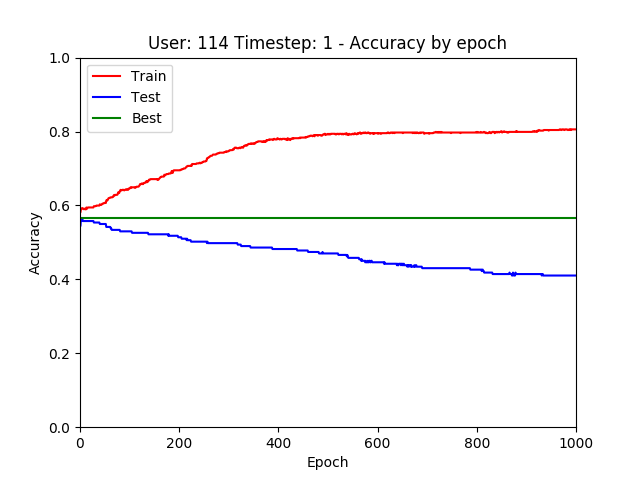 User: 114 Timestep: 1 - Accuracy by epoch
Train
Test
Best
Accuracy
1.0
0.8
0.6
0.4
0.2
0.0
0 200 400 600 800 1000
Epoch